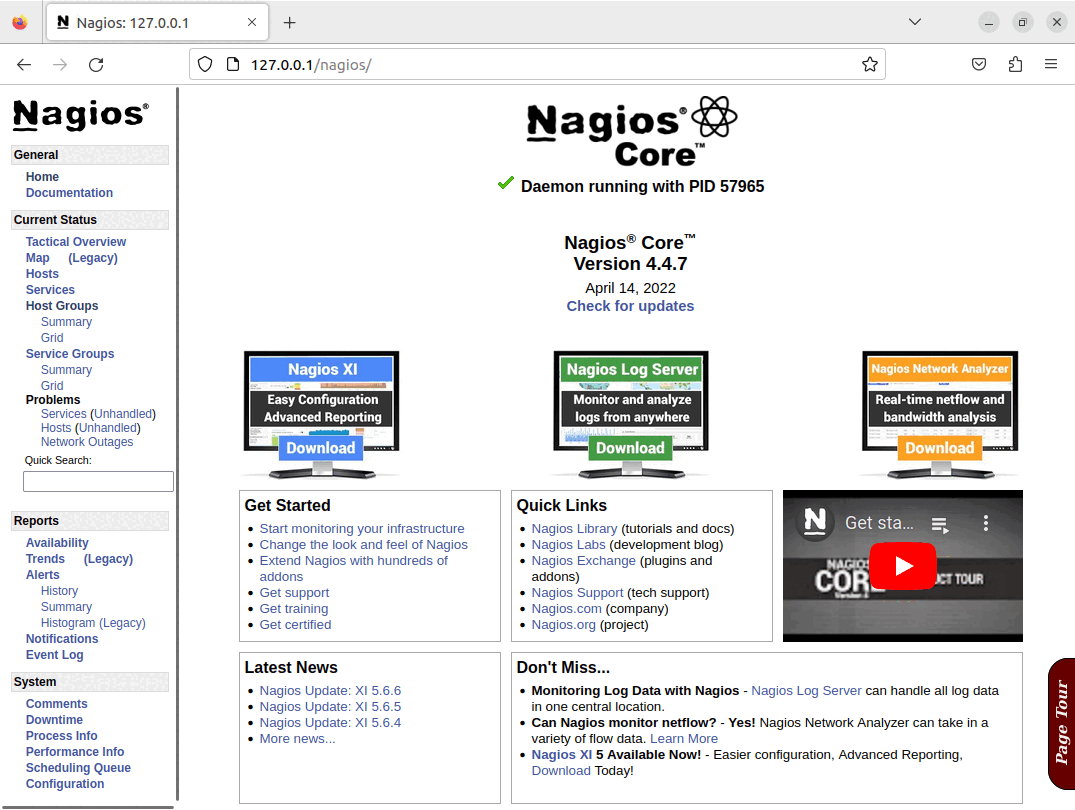 Nagios: 127.0.0.1
127.0.0.1/nagios/
Nagios®
General
Home
Documentation
Current Status
Tactical Overview
Map (Legacy)
Hosts
Services
Host Groups
Summary
Grid
Service Groups
Summary
Grid
Problems
Services (Unhandled)
Hosts (Unhandled)
Network Outages
Quick Search:
Reports
Availability
Trends (Legacy)
Alerts
History
Summary
Histogram (Legacy)
Notifications
Event Log
System
Comments
Downtime
Process Info
Performance Info
Scheduling Queue
Configuration
Nagios®
Core™
Daemon running with PID 57965
Nagios® Core™
Version 4.4.7
April 14, 2022
Check for updates
Nagios XI
Easy Configuration
Advanced Reporting
Download
Nagios Log Server
Monitor and analyze
logs from anywhere
Download
Nagios Network Analyzer
Real-time netflow and
bandwidth analysis
Download
Get Started
Start monitoring your infrastructure
Change the look and feel of Nagios
Extend Nagios with hundreds of
addons
Get support
Get training
Get certified
Quick Links
Nagios Library (tutorials and docs)
Nagios Labs (development blog)
Nagios Exchange (plugins and
addons)
Nagios Support (tech support)
Nagios.com (company)
Nagios.org (project)
N Get sta...
NAGIOS
CORE CT TOUR
Latest News
Nagios Update: XI 5.6.6
Nagios Update: XI 5.6.5
Nagios Update: XI 5.6.4
More news...
Don't Miss...
Monitoring Log Data with Nagios - Nagios Log Server can handle all log data
in one central location.
Can Nagios monitor netflow? - Yes! Nagios Network Analyzer can take in a
variety of flow data. Learn More
Nagios XI 5 Available Now! - Easier configuration, Advanced Reporting,
Download Today!
Page Tour